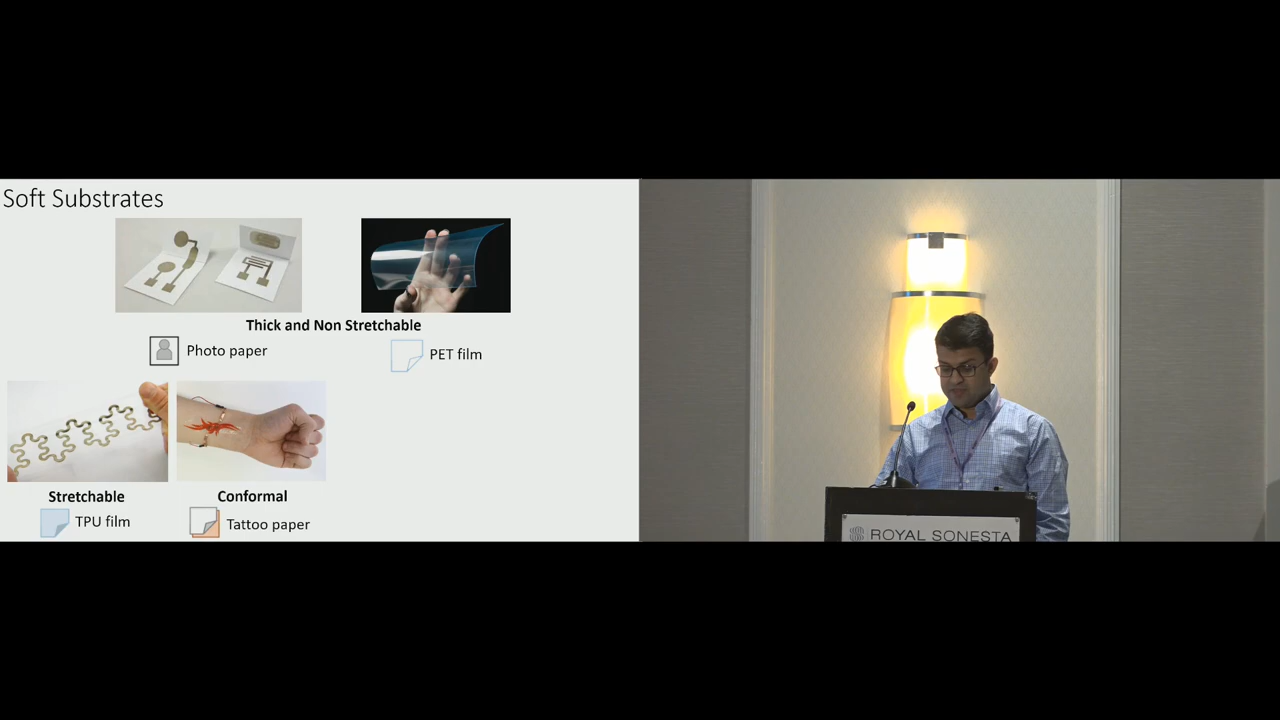 Soft Substrates
Thick and Non Stretchable
Photo paper
PET film
Stretchable
Conformal
TPU film
Tattoo paper
ROYAL SONESTA